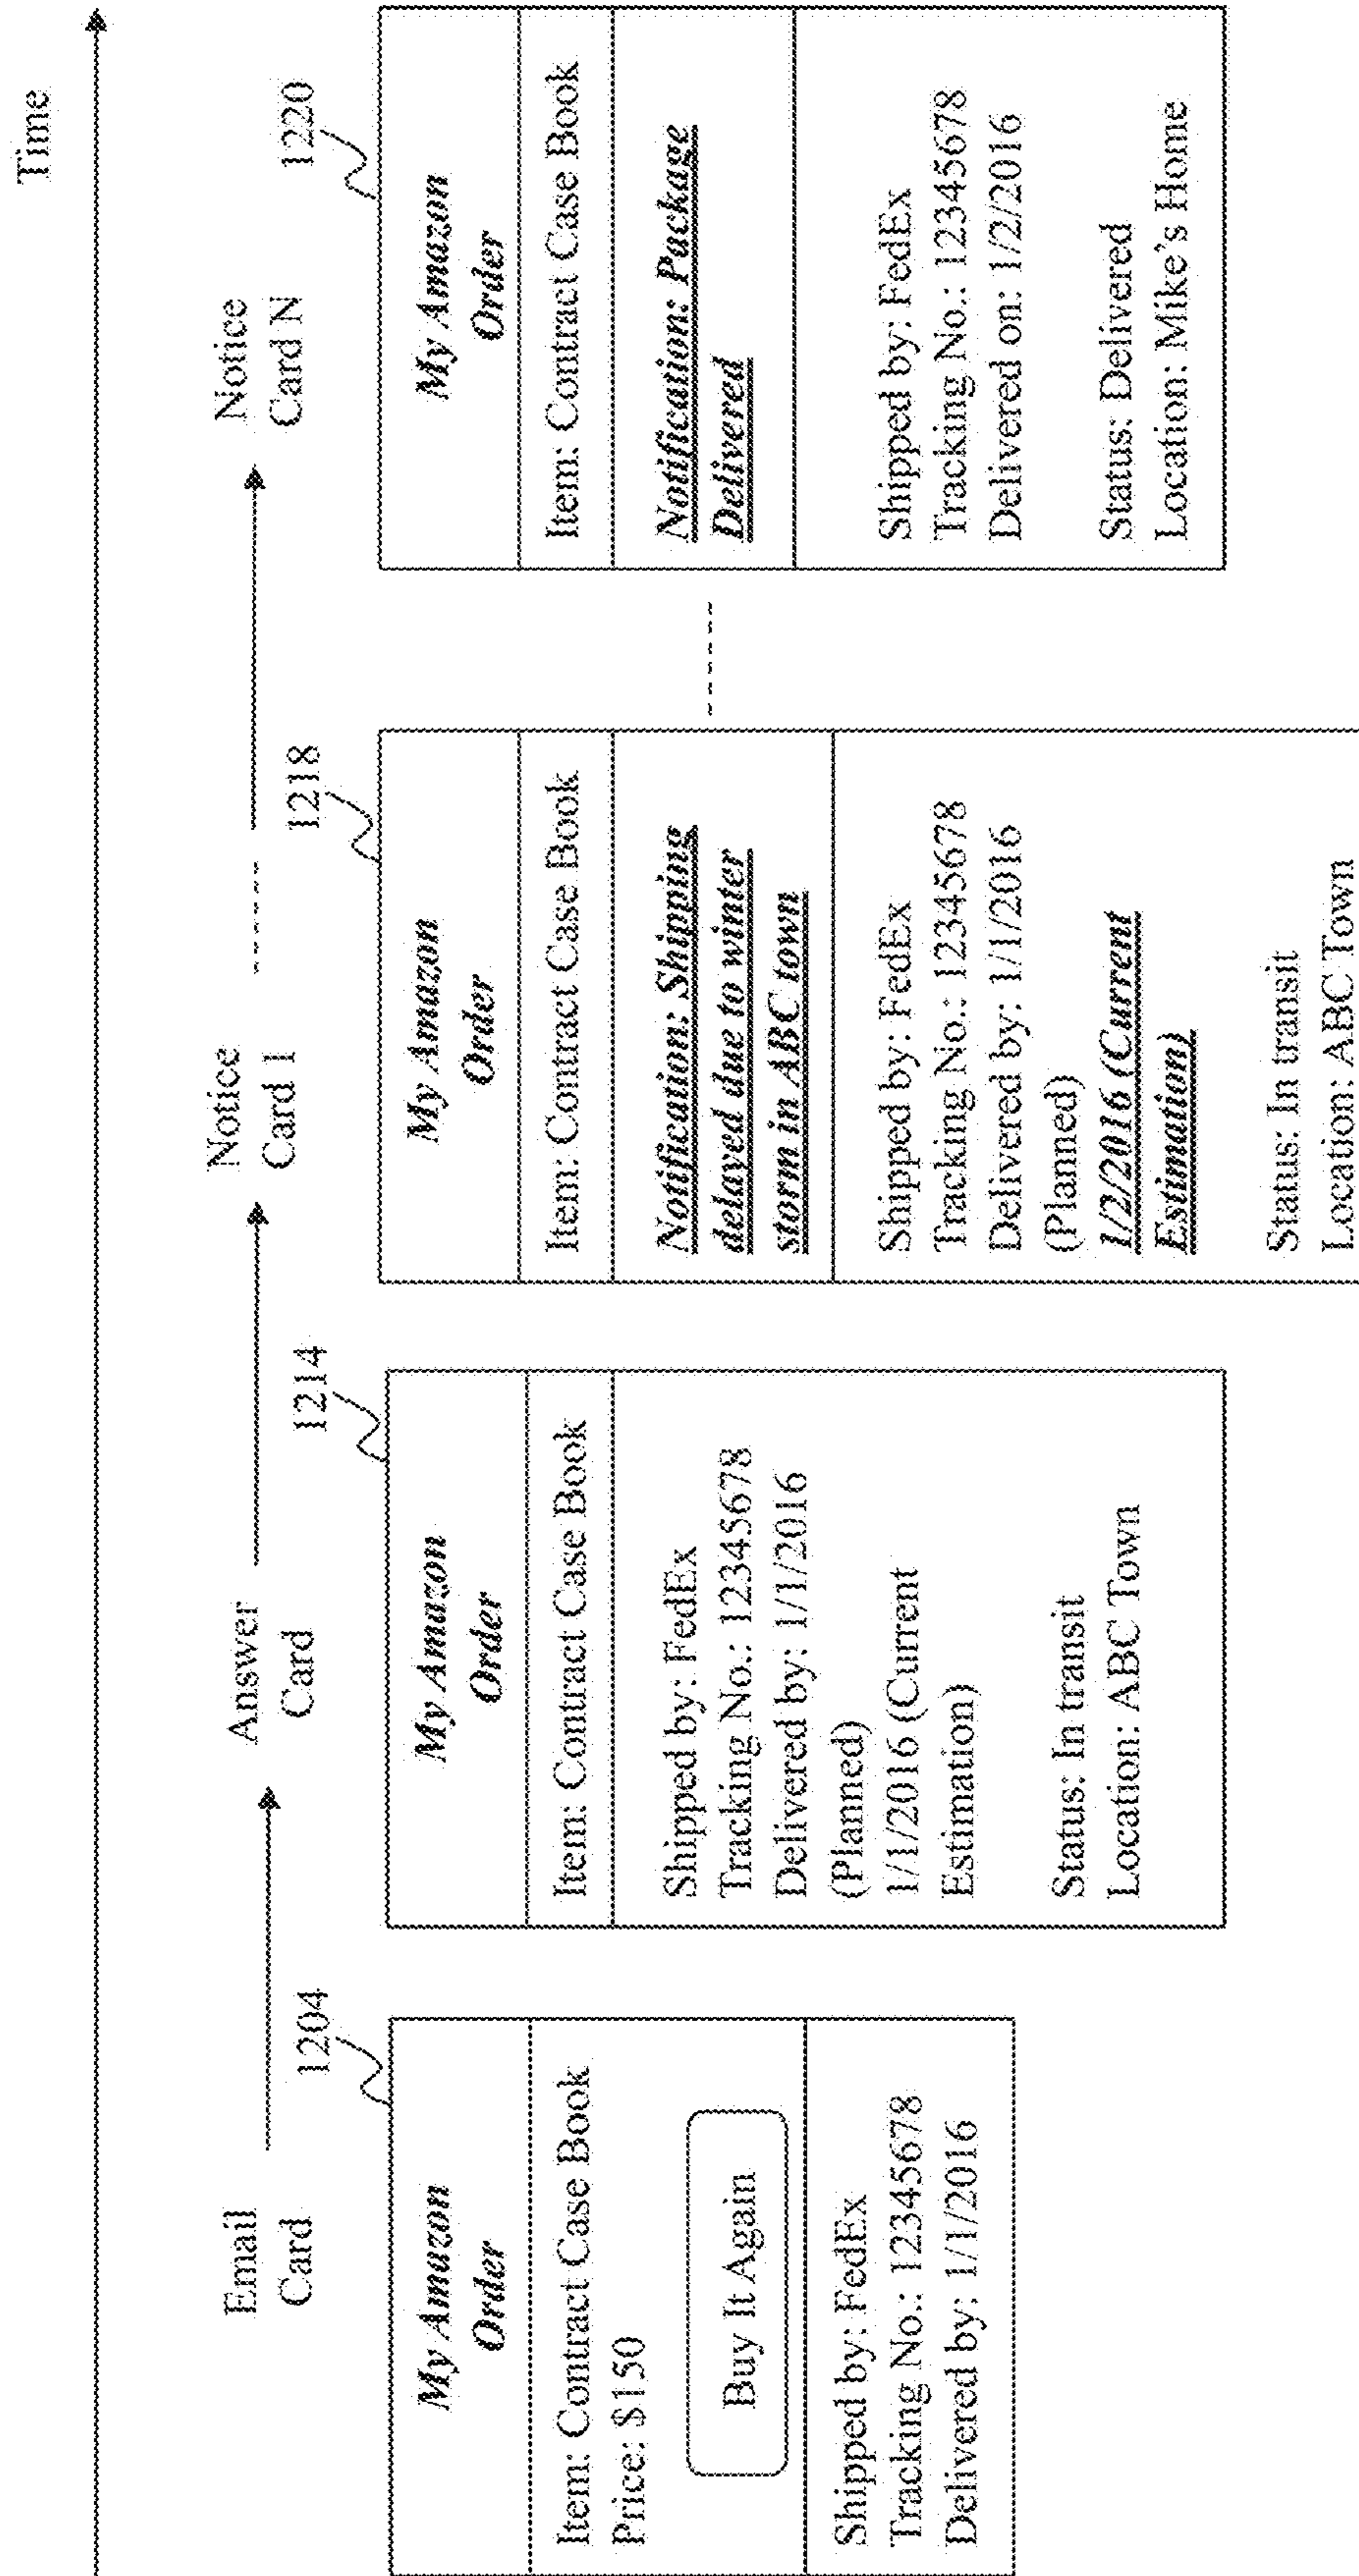 Time
Email
Card
Answer
Card
Notice
Card 1
Notice
Card N
1204
My Amazon
Order
Item: Contract Case Book
Price: $150
Buy It Again
Shipped by: FedEx
Tracking No.: 12345678
Delivered by: 1/1/2016
1214
My Amazon
Order
Item: Contract Case Book
Shipped by: FedEx
Tracking No.: 12345678
Delivered by: 1/1/2016
(Planned)
1/1/2016 (Current
Estimation)
Status: In transit
Location: ABC Town
1218
My Amazon
Order
Item: Contract Case Book
Notification: Shipping
delayed due to winter
storm in ABC town
Shipped by: FedEx
Tracking No.: 12345678
Delivered by: 1/1/2016
(Planned)
1/2/2016 (Current
Estimation)
Status: In transit
Location: ABC Town
1220
My Amazon
Order
Item: Contract Case Book
Notification: Package
Delivered
Shipped by: FedEx
Tracking No.: 12345678
Delivered on: 1/2/2016
Status: Delivered
Location: Mike's Home